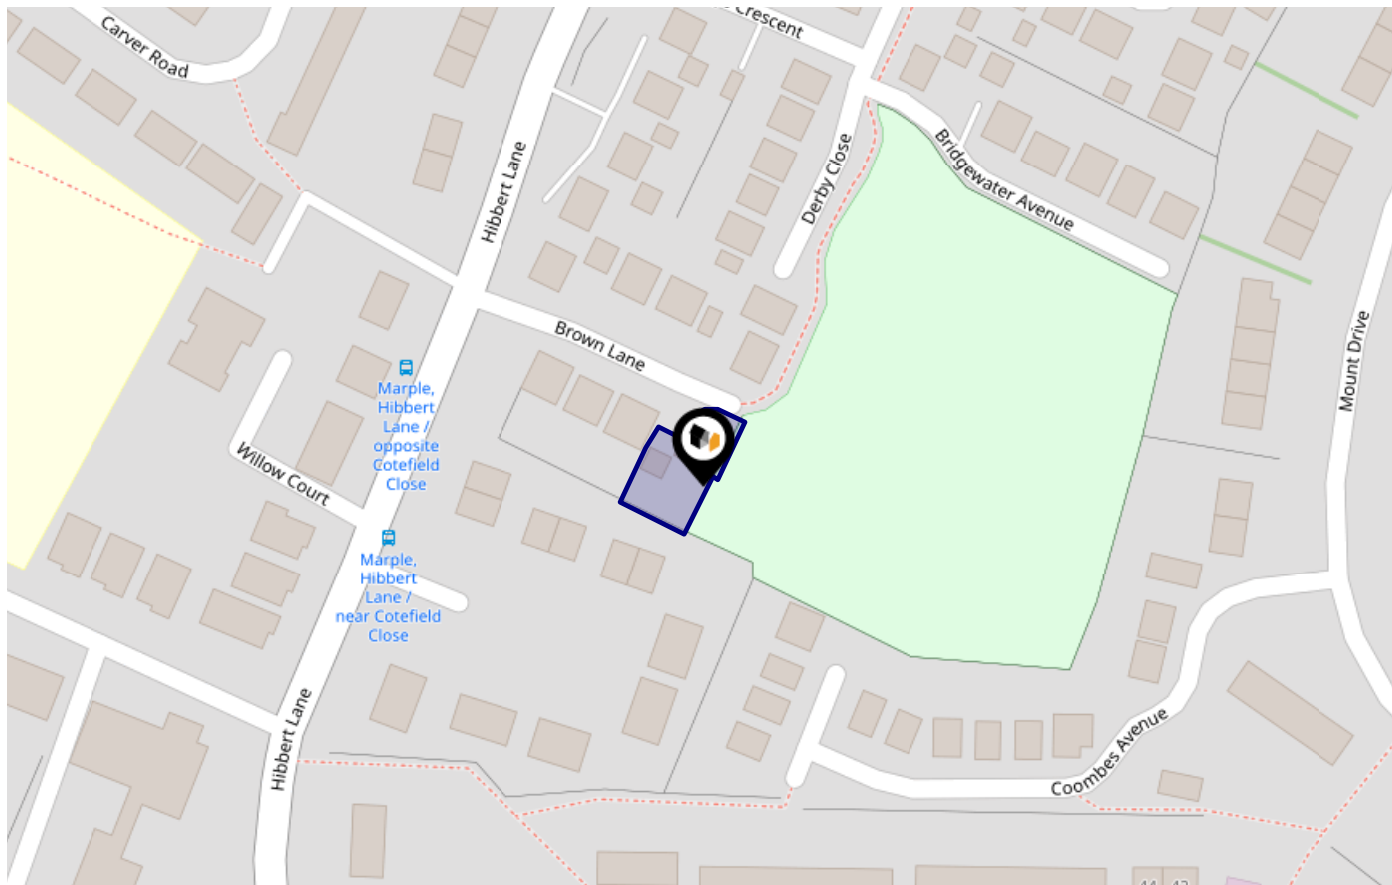 Carver Road
Crescent
Hibbert Lane
Derby Close
Bridgewater Avenue
Brown Lane
Mount Drive
Marple,
Hibbert
Lane /
opposite
Cotefield
Close
Willow Court
Marple,
Hibbert
Lane /
near Cotefield
Close
Hibbert Lane
Coombes Avenue